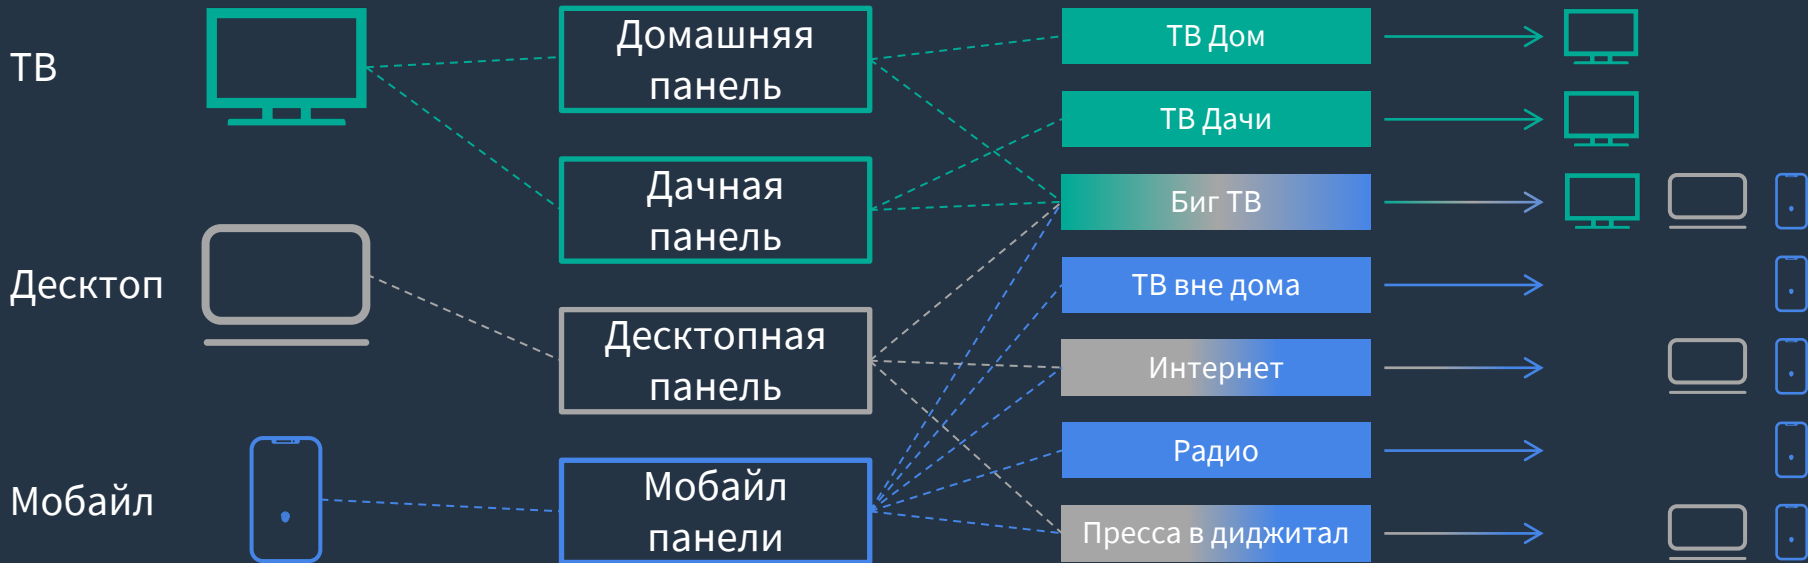 ТВ
Десктоп
Мобайл
Домашняя
панель
Дачная
панель
Десктопная
панель
Мобайл
панели
ТВ Дом
ТВ Дачи
Биг ТВ
ТВ вне дома
Интернет
Радио
Пресса в диджитал